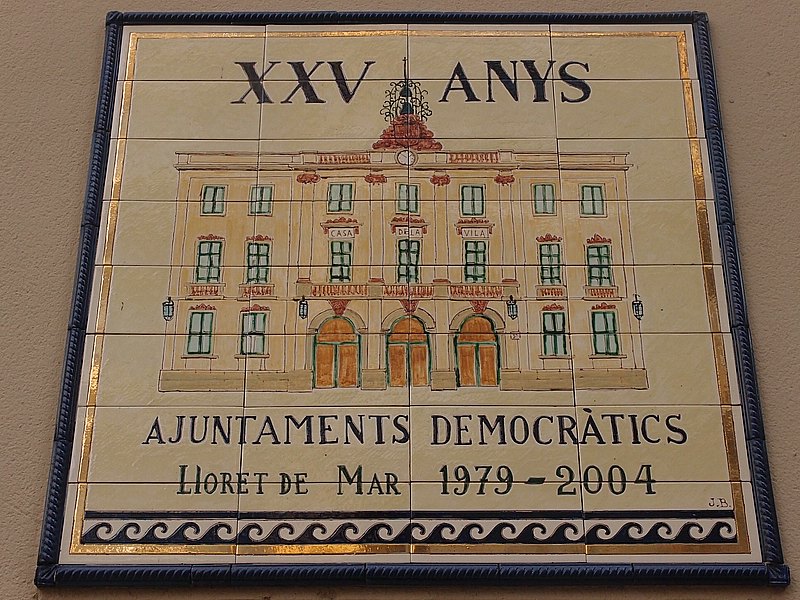 XXV ANYS
CASA DE LA VILA
AJUNTAMENTS DEMOCRÀTICS
LLORET DE MAR 1979-2004
J.B.